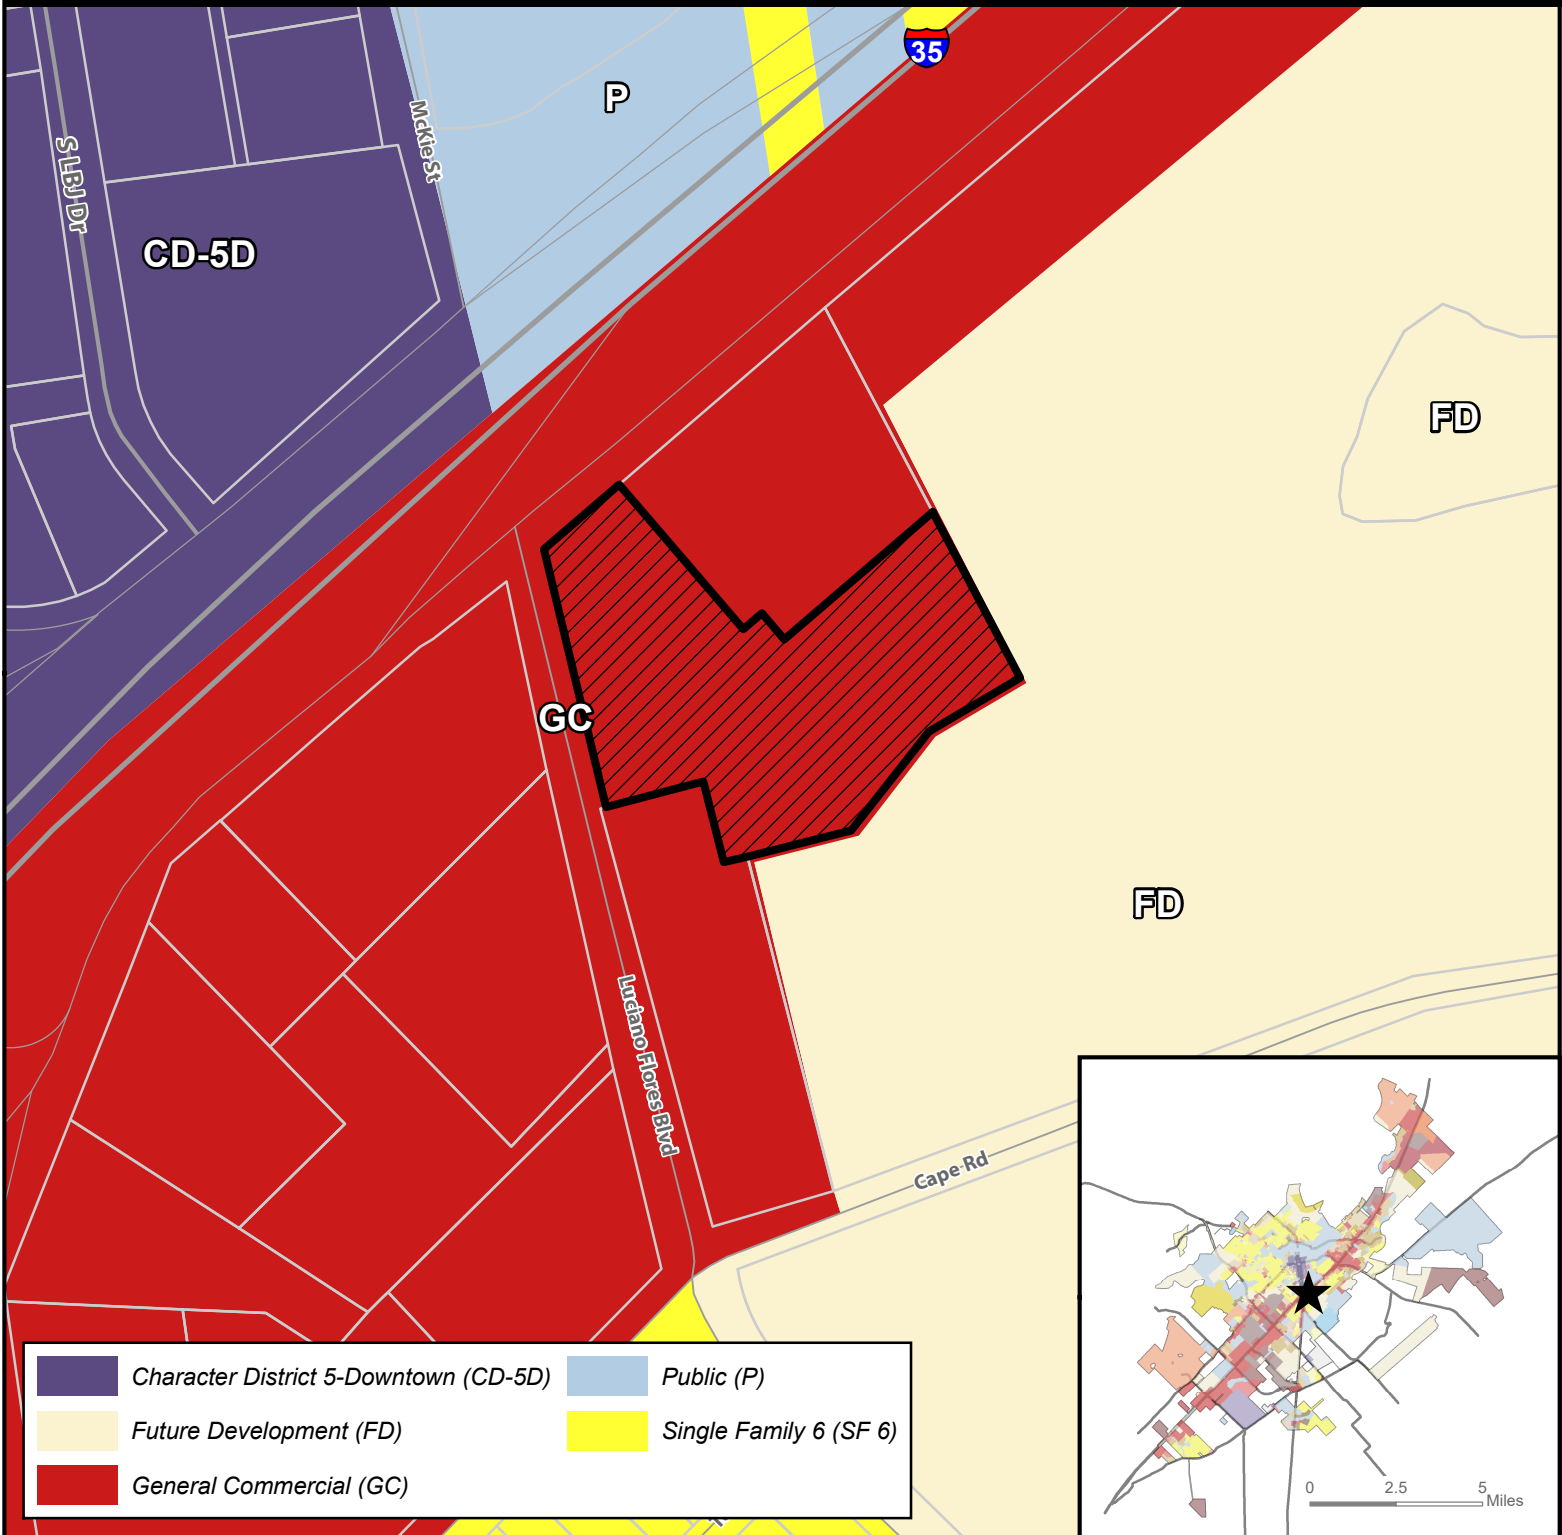 35
P
McKie St
S LBJ Dr
CD-5D
FD
GC
FD
Luciano Flores Blvd
Cape Rd
Character District 5-Downtown (CD-5D)
Public (P)
Future Development (FD)
Single Family 6 (SF 6)
General Commercial (GC)
0 2.5 5
Miles